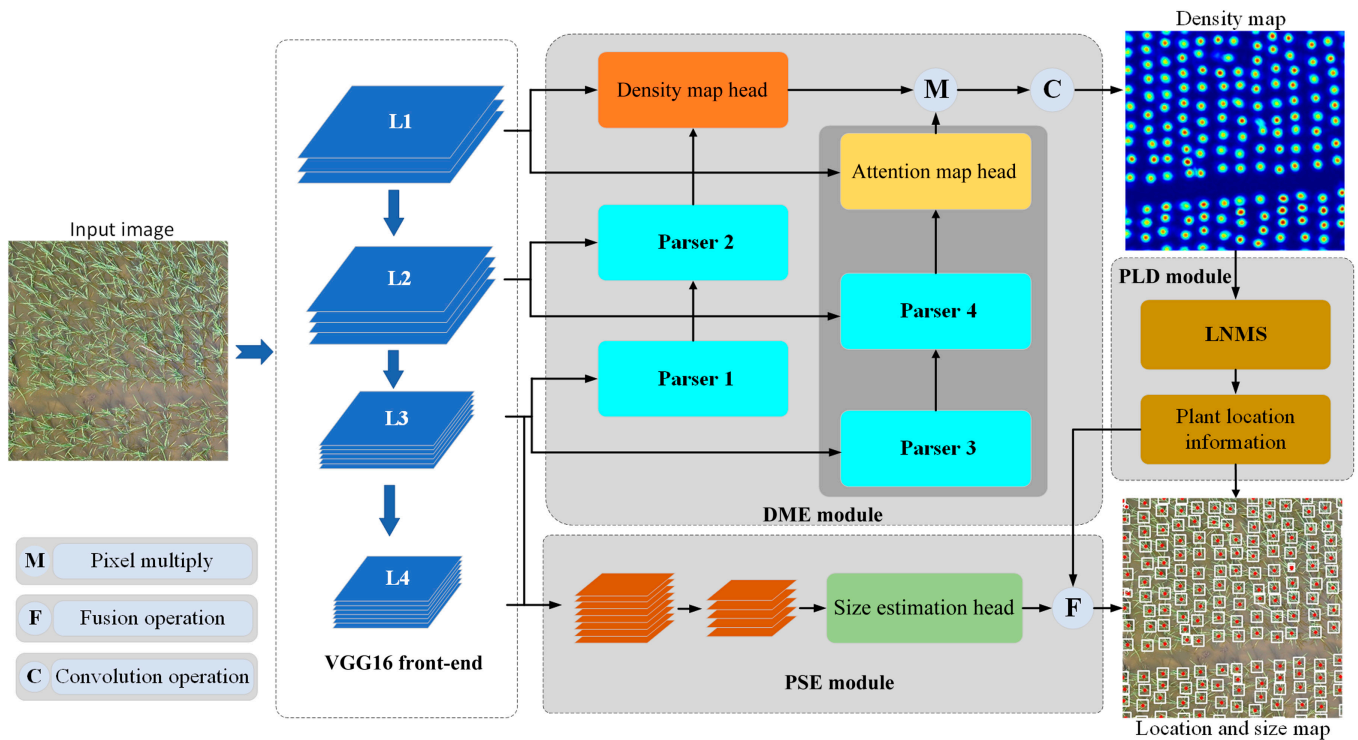 Input image
M
Pixel multiply
F
Fusion operation
C
Convolution operation
L1
L2
L3
L4
VGG16 front-end
Density map head
M
C
Attention map head
Parser 2
Parser 4
Parser 1
Parser 3
DME module
Size estimation head
F
PSE module
Density map
PLD module
LNMS
Plant location
information
Location and size map